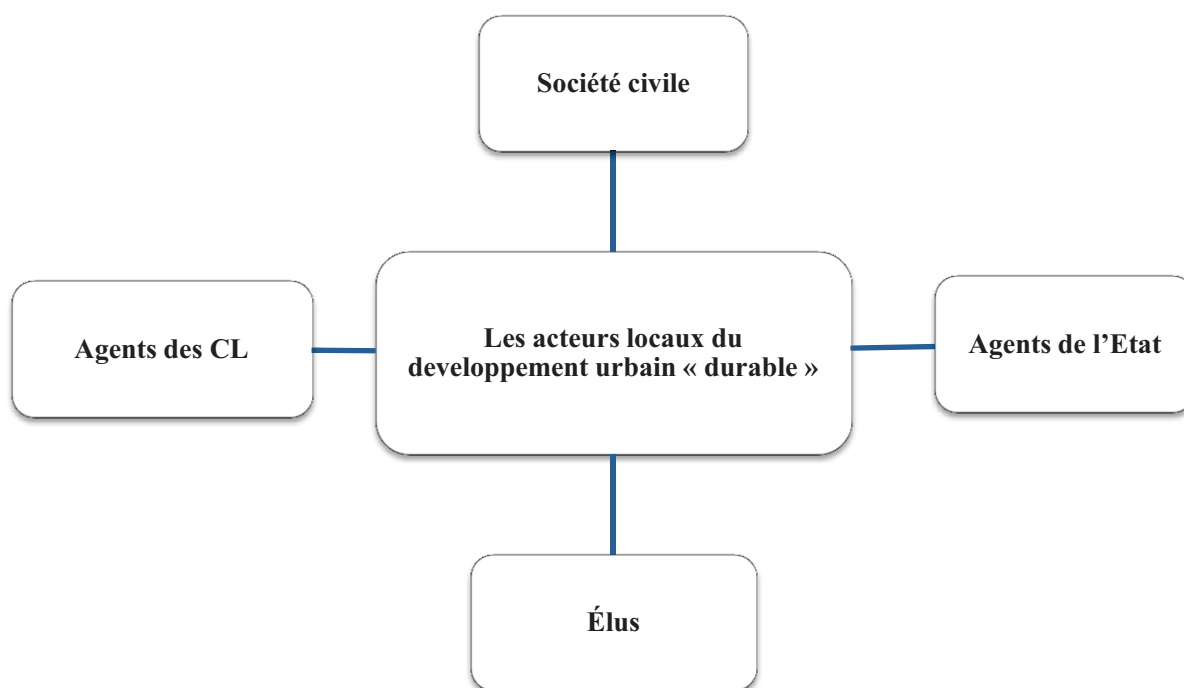 Société civile
Agents des CL
Les acteurs locaux du
developpement urbain « durable »
Agents de l’Etat
Élus